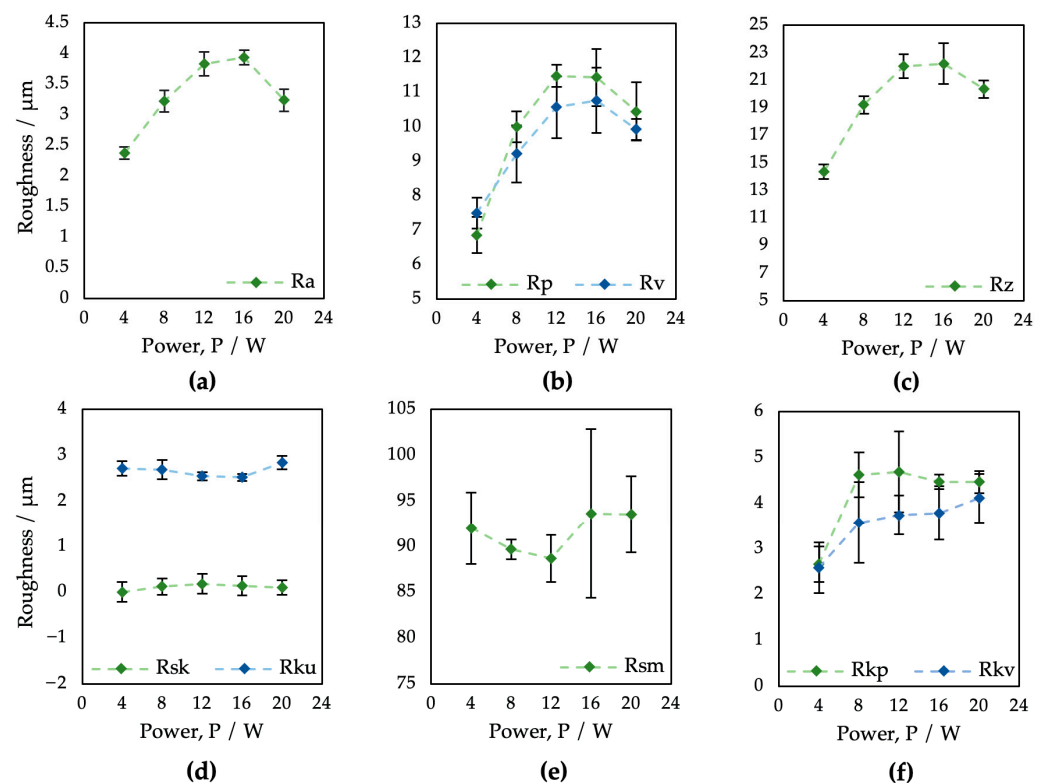 4.5
4
3.5
3
2.5
2
1.5
1
0.5
0
Roughness / µm
Ra
0 4 8 12 16 20 24
Power, P / W
(a)
13
12
11
10
9
8
7
6
5
Rp Rv
0 4 8 12 16 20 24
Power, P / W
(b)
25
23
21
19
17
15
13
11
9
7
5
Rz
0 4 8 12 16 20 24
Power, P / W
(c)
4
3
2
1
0
−1
−2
Roughness / µm
Rsk Rku
0 4 8 12 16 20 24
Power, P / W
(d)
105
100
95
90
85
80
75
Rsm
0 4 8 12 16 20 24
Power, P / W
(e)
6
5
4
3
2
1
0
Rkp Rkv
0 4 8 12 16 20 24
Power, P / W
(f)